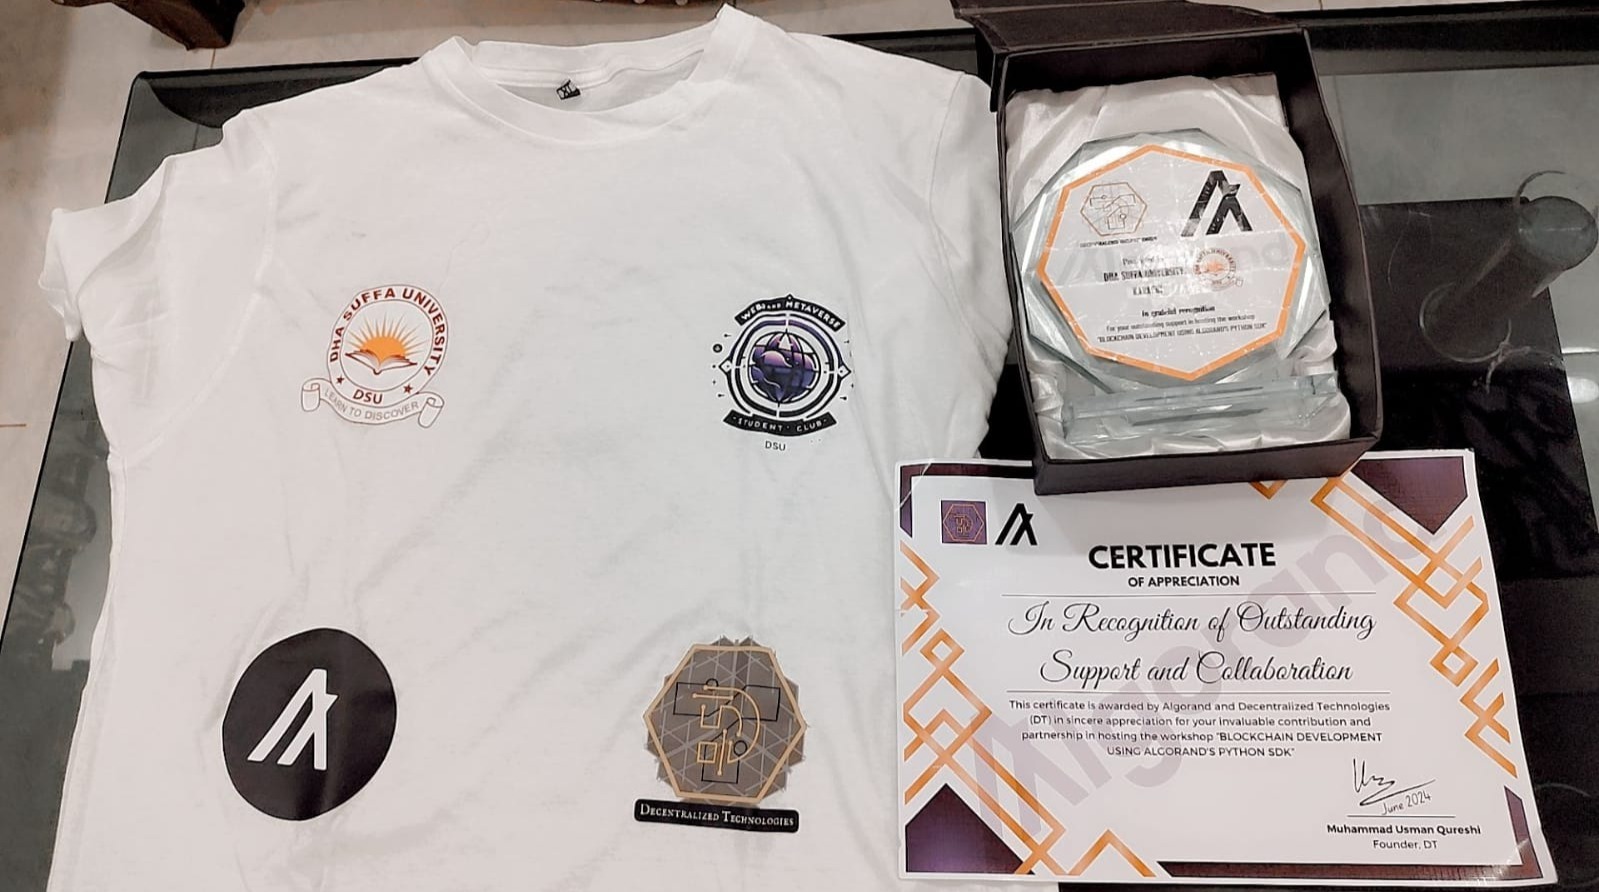 DHA SUFFA UNIVERSITY
DSU
LEARN TO DISCOVER
WEB3 AND METAVERSE
STUDENT CLUB
DSU
DECENTRALIZED TECHNOLOGIES
DHA SUFFA UNIVERSITY,
KARACHI
in grateful recognition
For your outstanding support in hosting the workshop
"BLOCKCHAIN DEVELOPMENT USING ALGORAND'S PYTHON SDK"
CERTIFICATE
OF APPRECIATION
In Recognition of Outstanding
Support and Collaboration
This certificate is awarded by Algorand and Decentralized Technologies
(DT) in sincere appreciation for your invaluable contribution and
partnership in hosting the workshop "BLOCKCHAIN DEVELOPMENT
USING ALGORAND'S PYTHON SDK"
June 2024
Muhammad Usman Qureshi
Founder, DT
Algorand